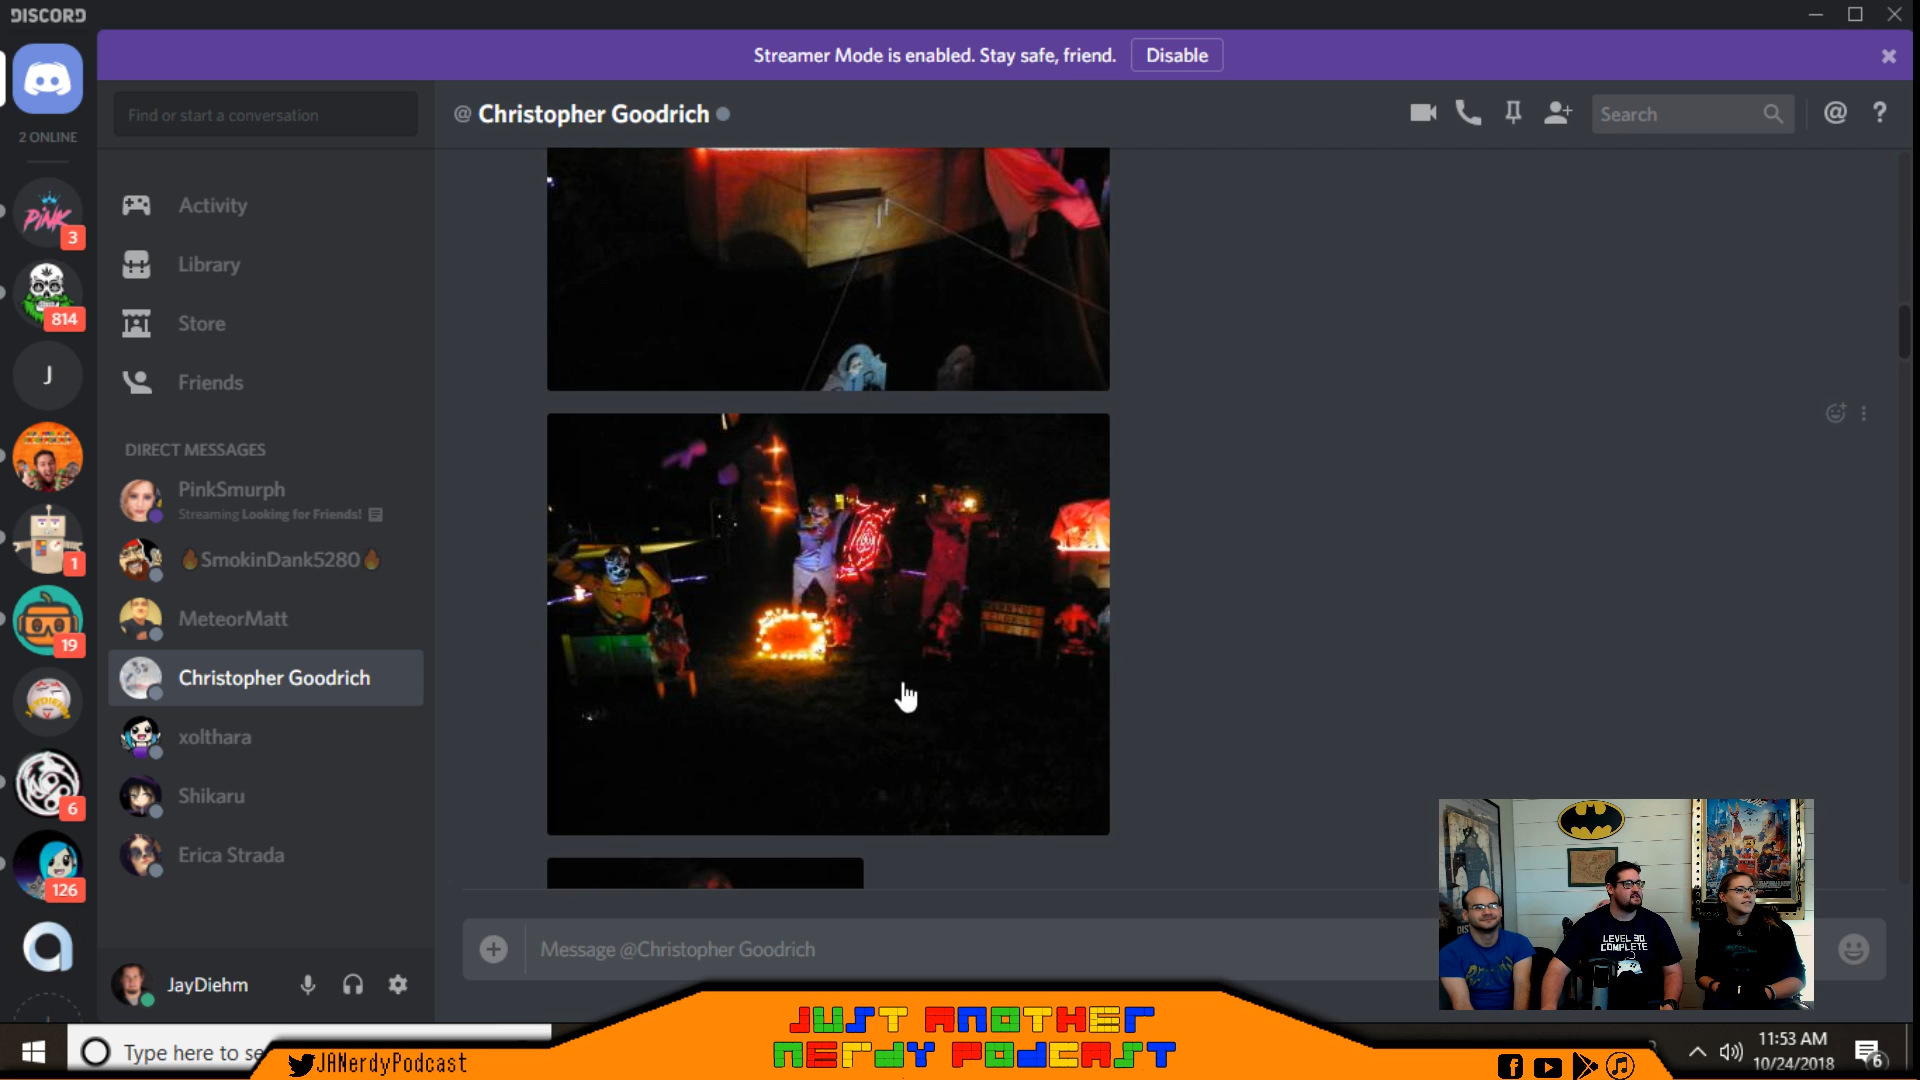 DISCORD
Streamer Mode is enabled. Stay safe, friend.
Disable
Find or start a conversation
@ Christopher Goodrich
Search
2 ONLINE
PINK
3
814
J
1
19
6
126
Activity
Library
Store
Friends
DIRECT MESSAGES
PinkSmurph
Streaming Looking for Friends!
🔥SmokinDank5280🔥
MeteorMatt
Christopher Goodrich
xolthara
Shikaru
Erica Strada
JayDiehm
Message @Christopher Goodrich
LEVEL 30
COMPLETE
JUST ANOTHER
NERDY PODCAST
Type here to se
JANerdyPodcast
11:53 AM
10/24/2018
6